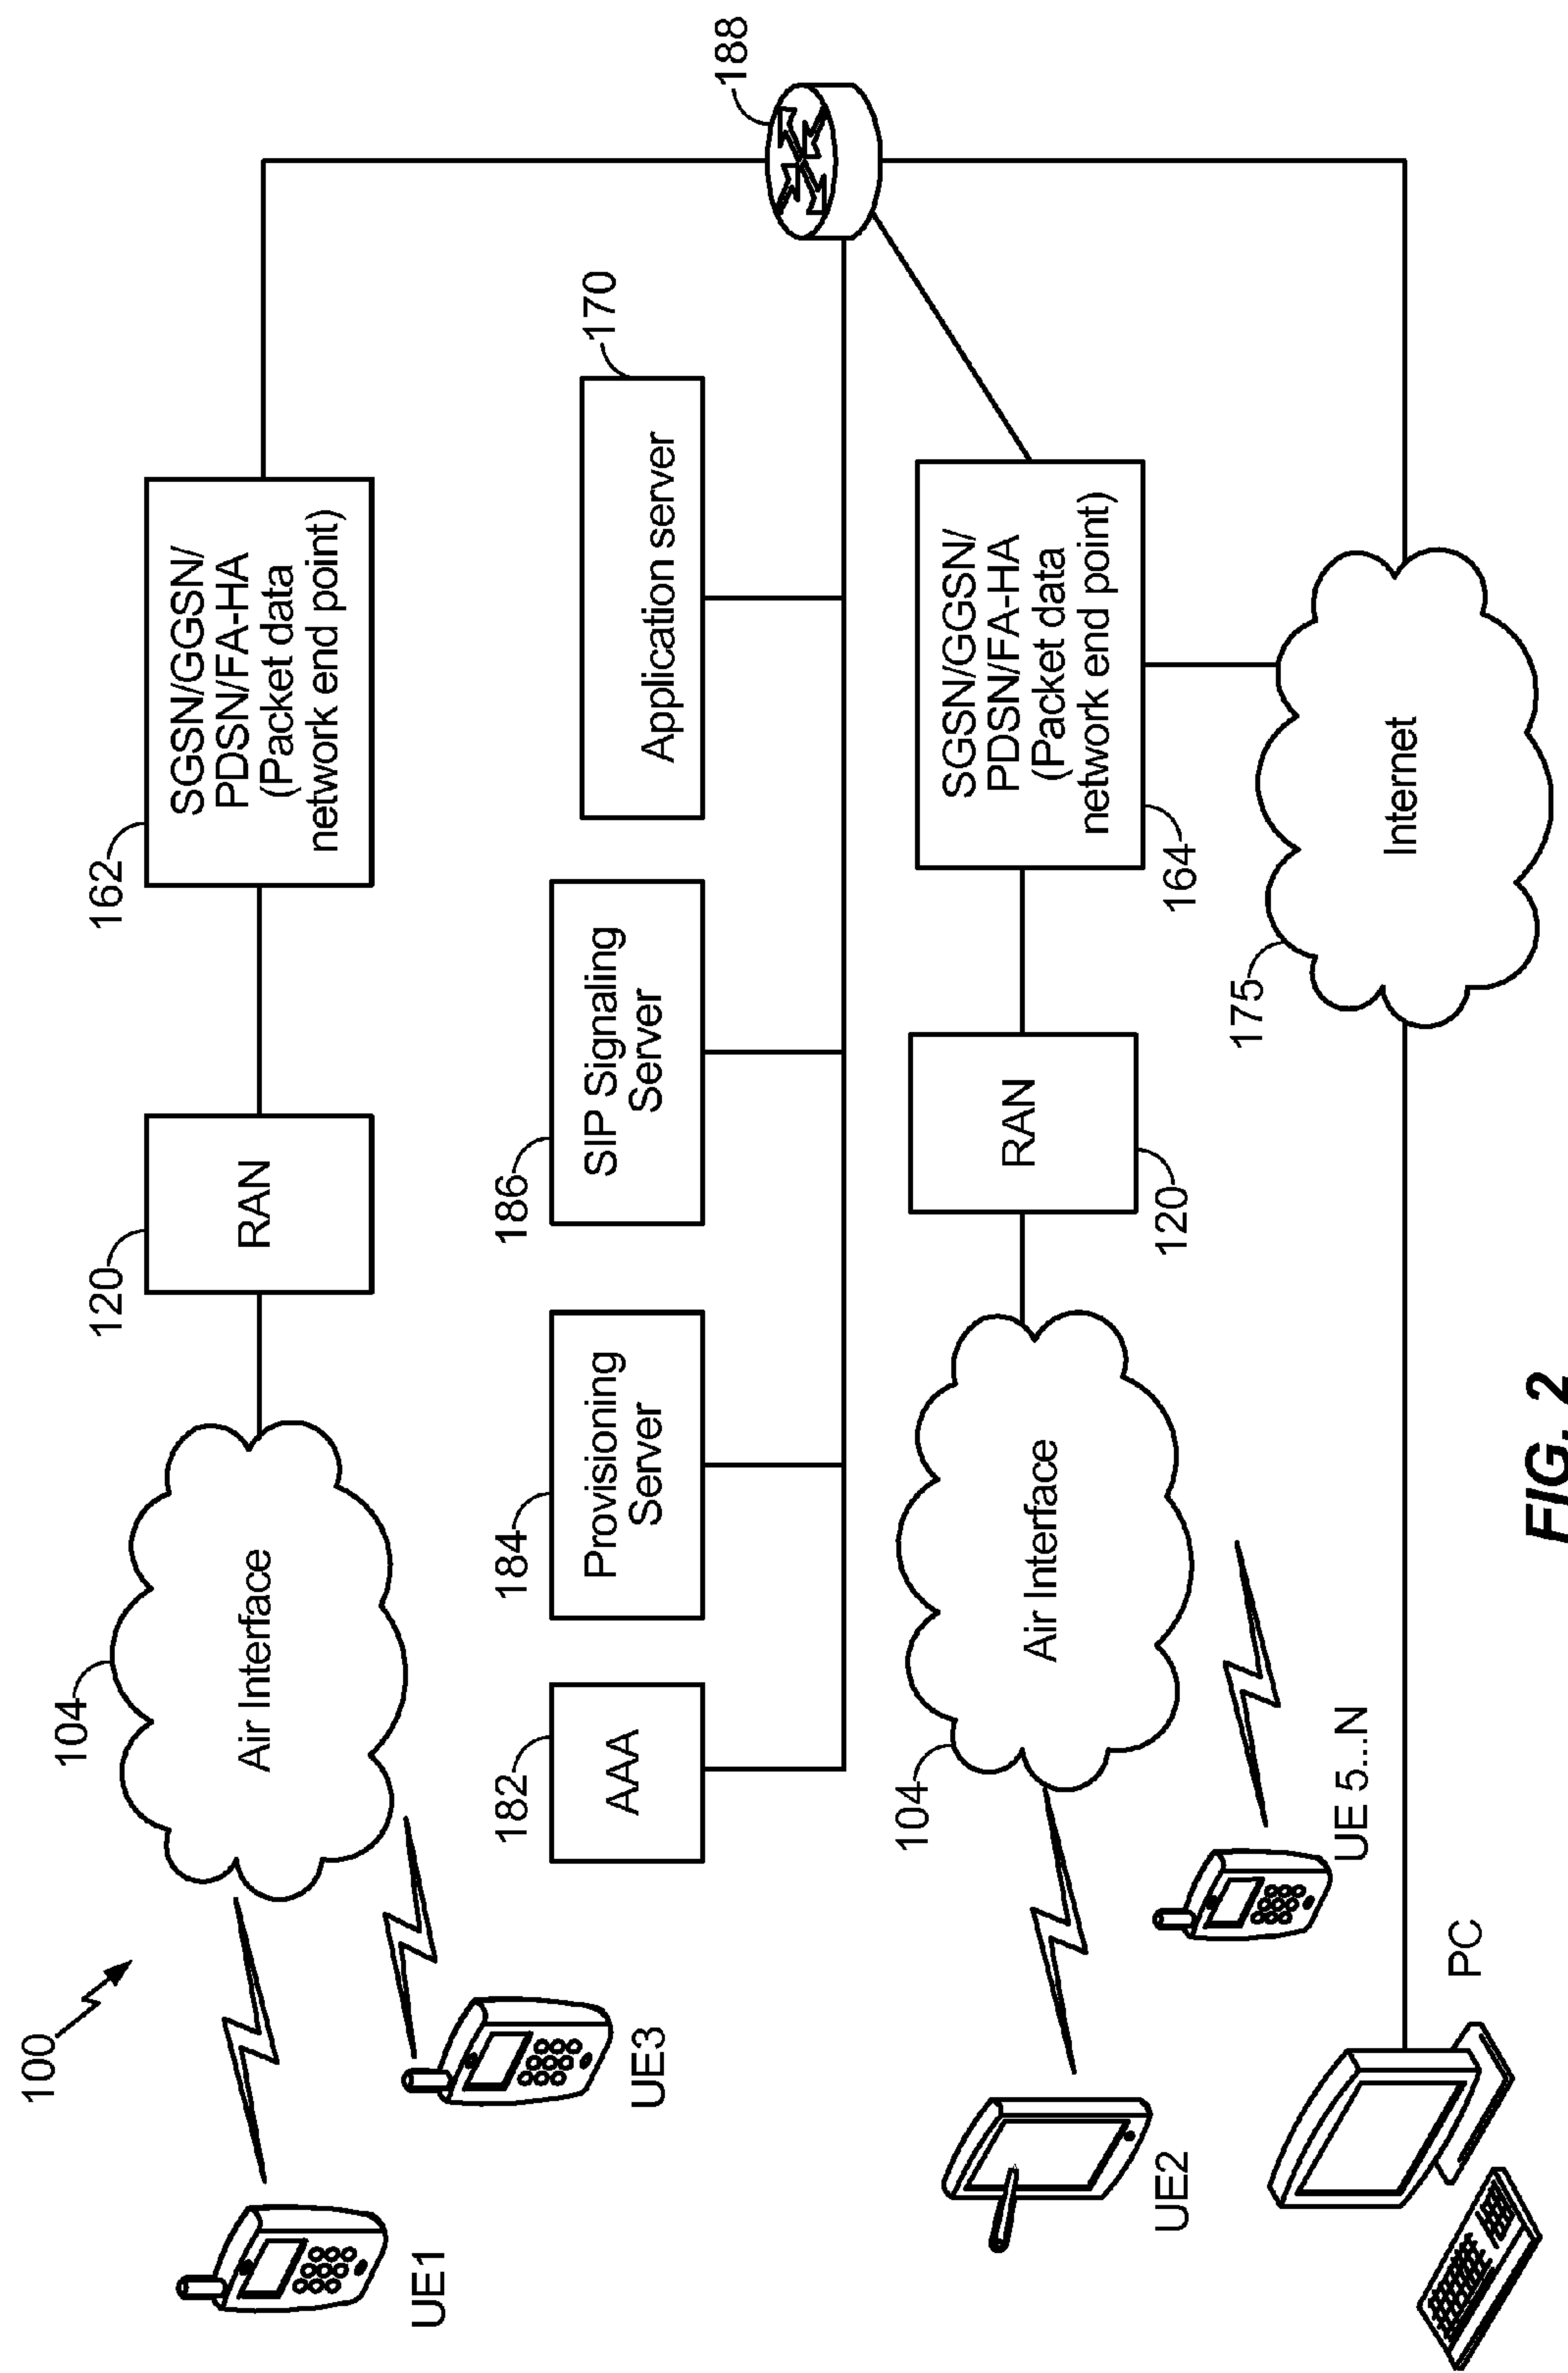 100
104
Air Interface
120
RAN
162
SGSN/GGSN/
PDSN/FA-HA
(Packet data
network end point)
188
UE1
UE3
182
AAA
184
Provisioning
Server
186
SIP Signaling
Server
170
Application server
104
Air Interface
120
RAN
164
SGSN/GGSN/
PDSN/FA-HA
(Packet data
network end point)
UE2
UE 5...N
175
Internet
PC
FIG. 2